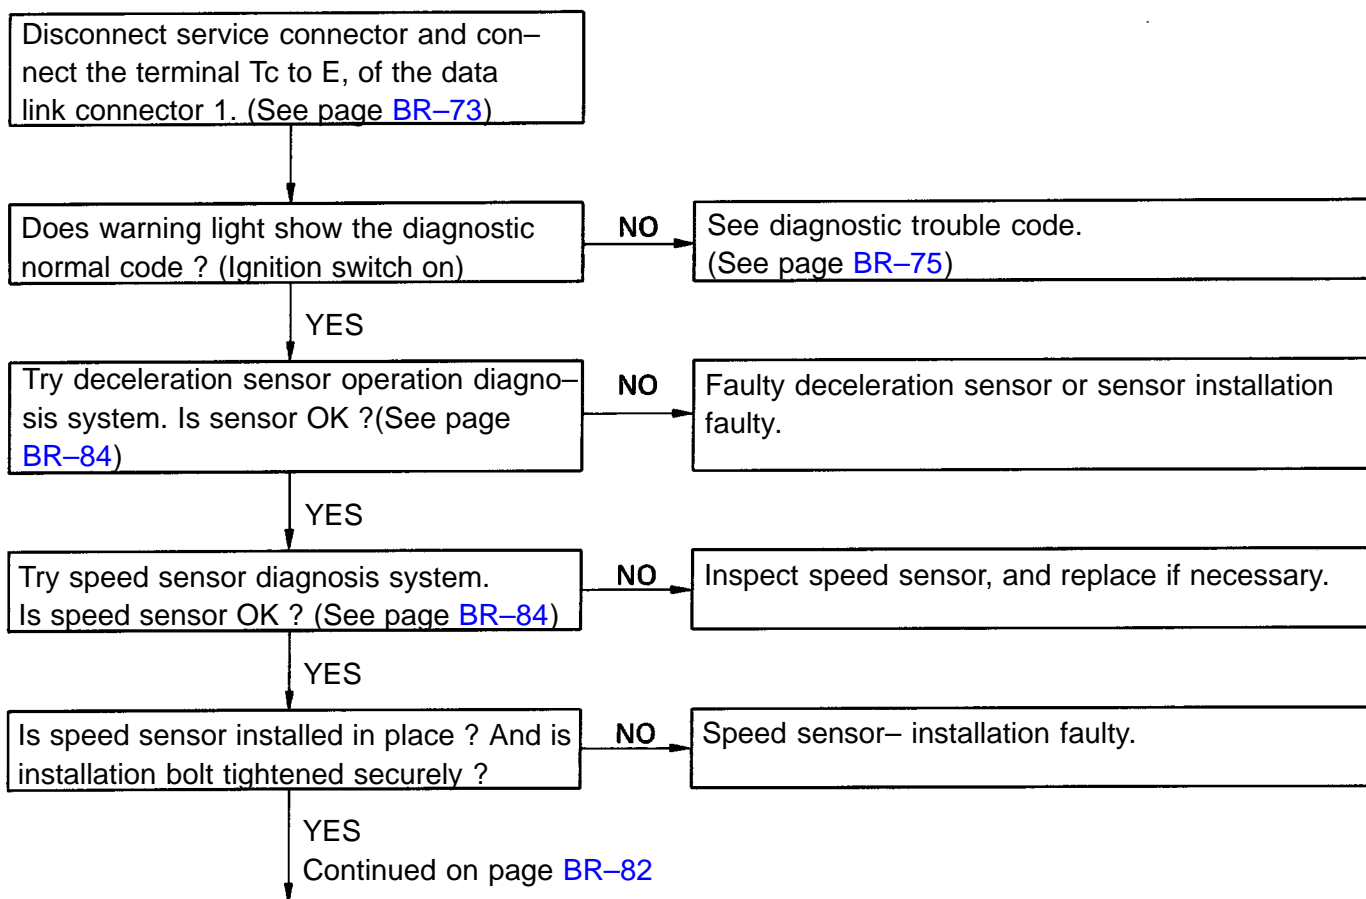 Disconnect service connector and con–
nect the terminal Tc to E, of the data
link connector 1. (See page BR–73)
Does warning light show the diagnostic
normal code ? (Ignition switch on)
NO
See diagnostic trouble code.
(See page BR–75)
YES
Try deceleration sensor operation diagno–
sis system. Is sensor OK ?(See page
BR–84)
NO
Faulty deceleration sensor or sensor installation
faulty.
YES
Try speed sensor diagnosis system.
Is speed sensor OK ? (See page BR–84)
NO
Inspect speed sensor, and replace if necessary.
YES
Is speed sensor installed in place ? And is
installation bolt tightened securely ?
NO
Speed sensor– installation faulty.
YES
Continued on page BR–82